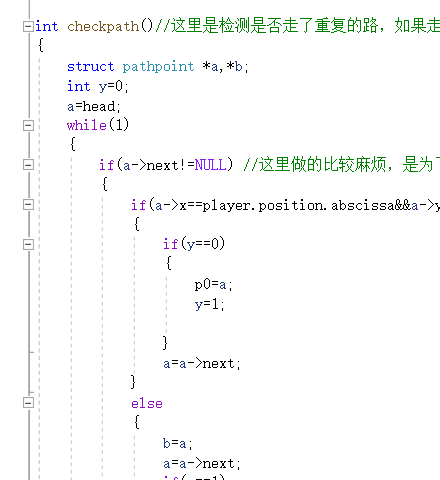 int checkpath()//这里是检测是否走了重复的路，如果走
{
struct pathpoint *a,*b;
int y=0;
a=head;
while(1)
{
if(a->next!=NULL) //这里做的比较麻烦，是为了
{
if(a->x==player.position.abscissa&&a->y
{
if(y==0)
{
p0=a;
y=1;
}
a=a->next;
}
else
{
b=a;
a=a->next;